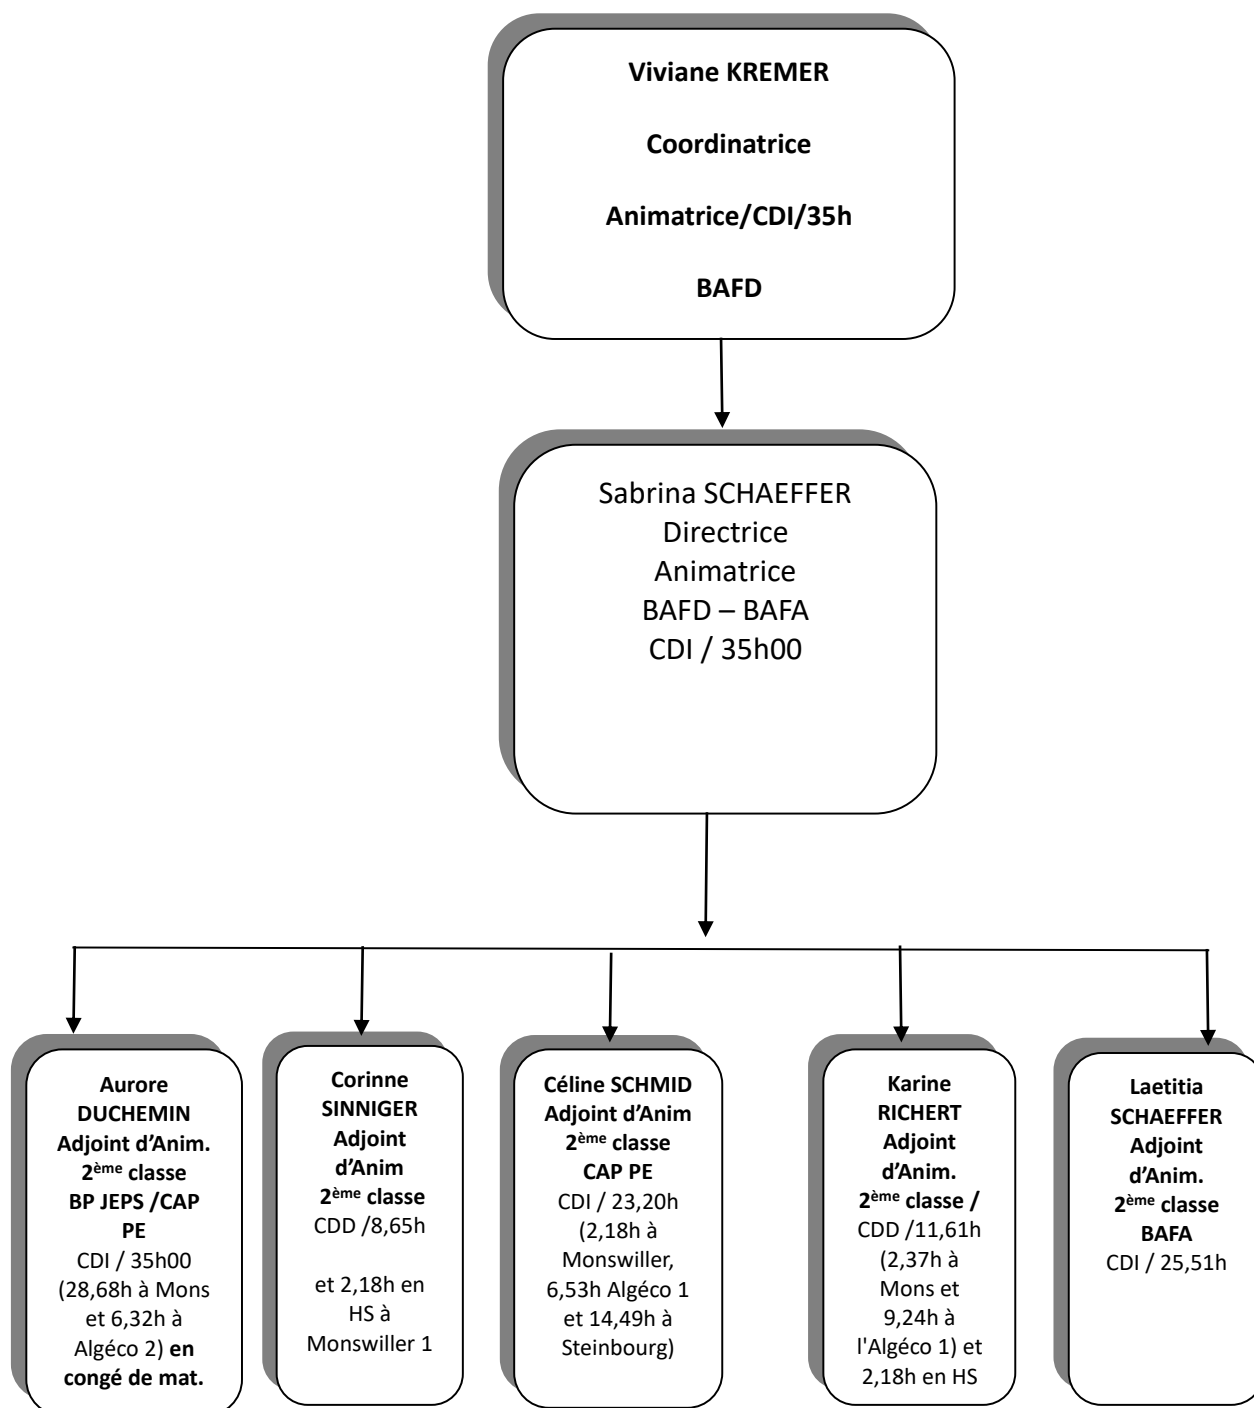 Viviane KREMER
Coordinatrice
Animatrice/CDI/35h
BAFD
Sabrina SCHAEFFER
Directrice
Animatrice
BAFD – BAFA
CDI / 35h00
Aurore
DUCHEMIN
Adjoint d’Anim.
2ème classe
BP JEPS /CAP
PE
CDI / 35h00
(28,68h à Mons
et 6,32h à
Algéco 2) en
congé de mat.
Corinne
SINNIGER
Adjoint
d’Anim
2ème classe
CDD /8,65h
et 2,18h en
HS à
Monswiller 1
Céline SCHMID
Adjoint d’Anim
2ème classe
CAP PE
CDI / 23,20h
(2,18h à
Monswiller,
6,53h Algéco 1
et 14,49h à
Steinbourg)
Karine
RICHERT
Adjoint
d’Anim.
2ème classe /
CDD /11,61h
(2,37h à
Mons et
9,24h à
l'Algéco 1) et
2,18h en HS
Laetitia
SCHAEFFER
Adjoint
d’Anim.
2ème classe
BAFA
CDI / 25,51h